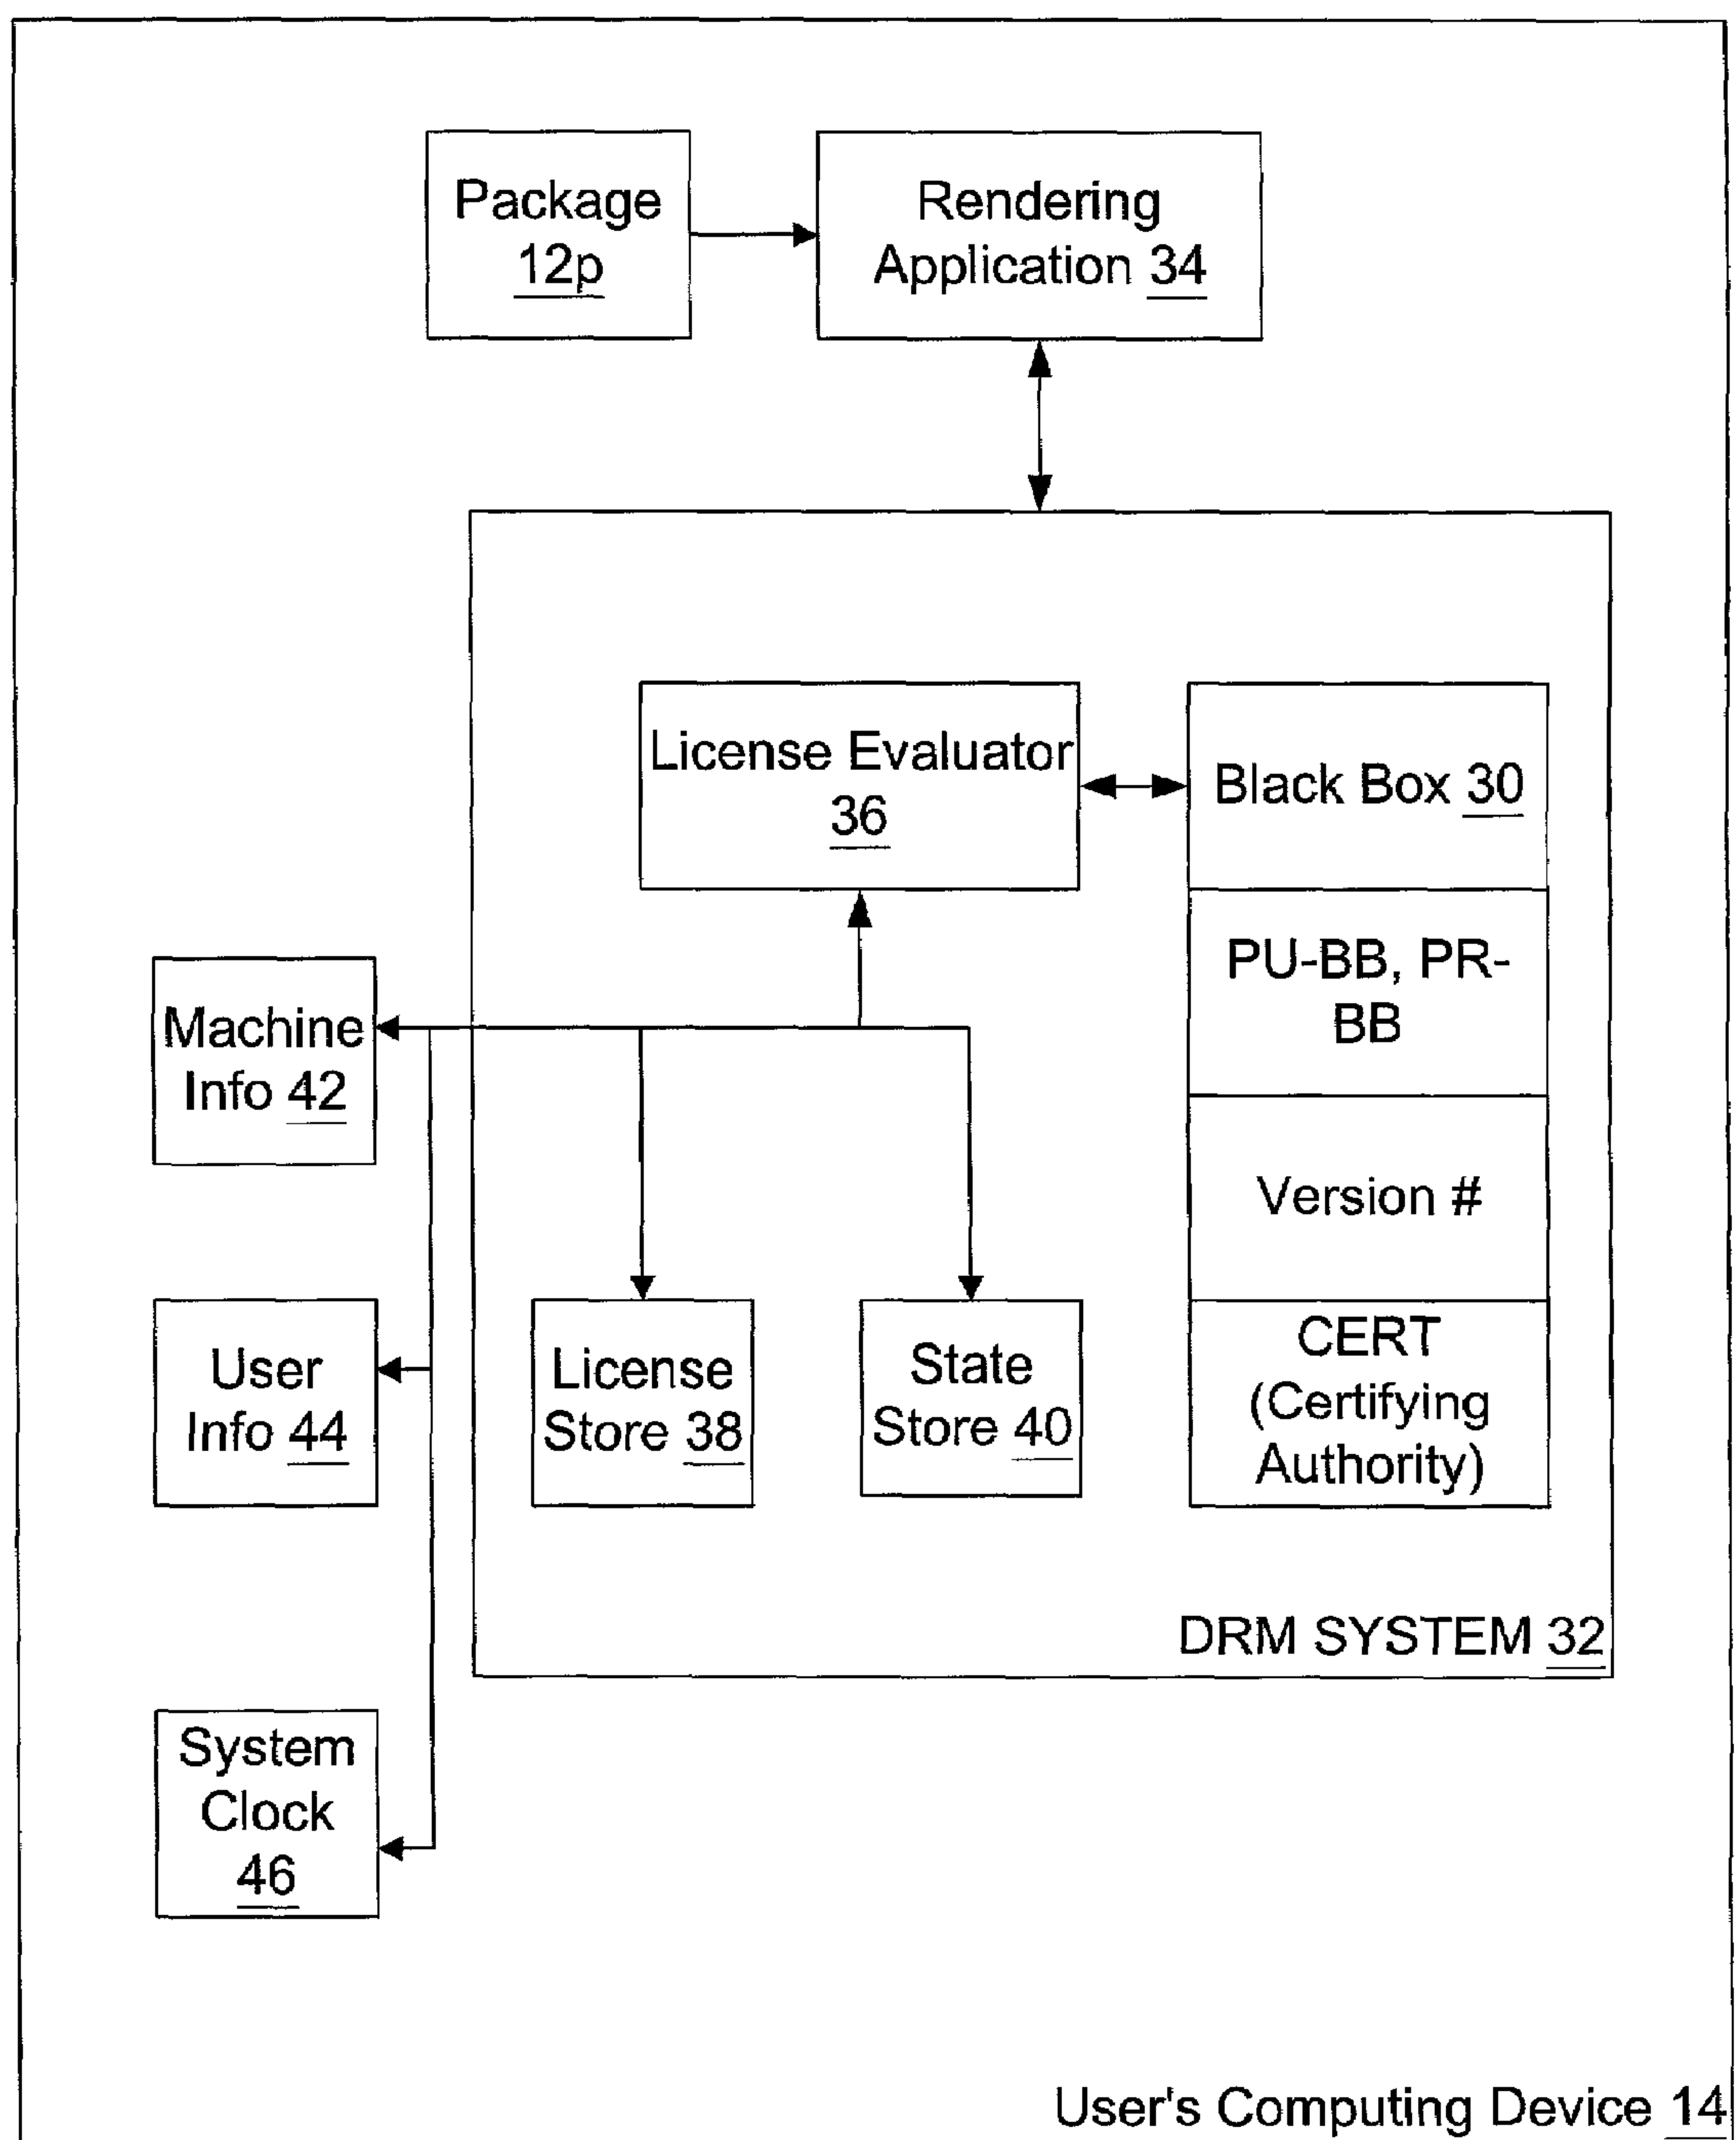 Package
12p
Rendering
Application 34
License Evaluator
36
Black Box 30
PU-BB, PR-
BB
Machine
Info 42
Version #
User
Info 44
License
Store 38
State
Store 40
CERT
(Certifying
Authority)
DRM SYSTEM 32
System
Clock
46
User's Computing Device 14